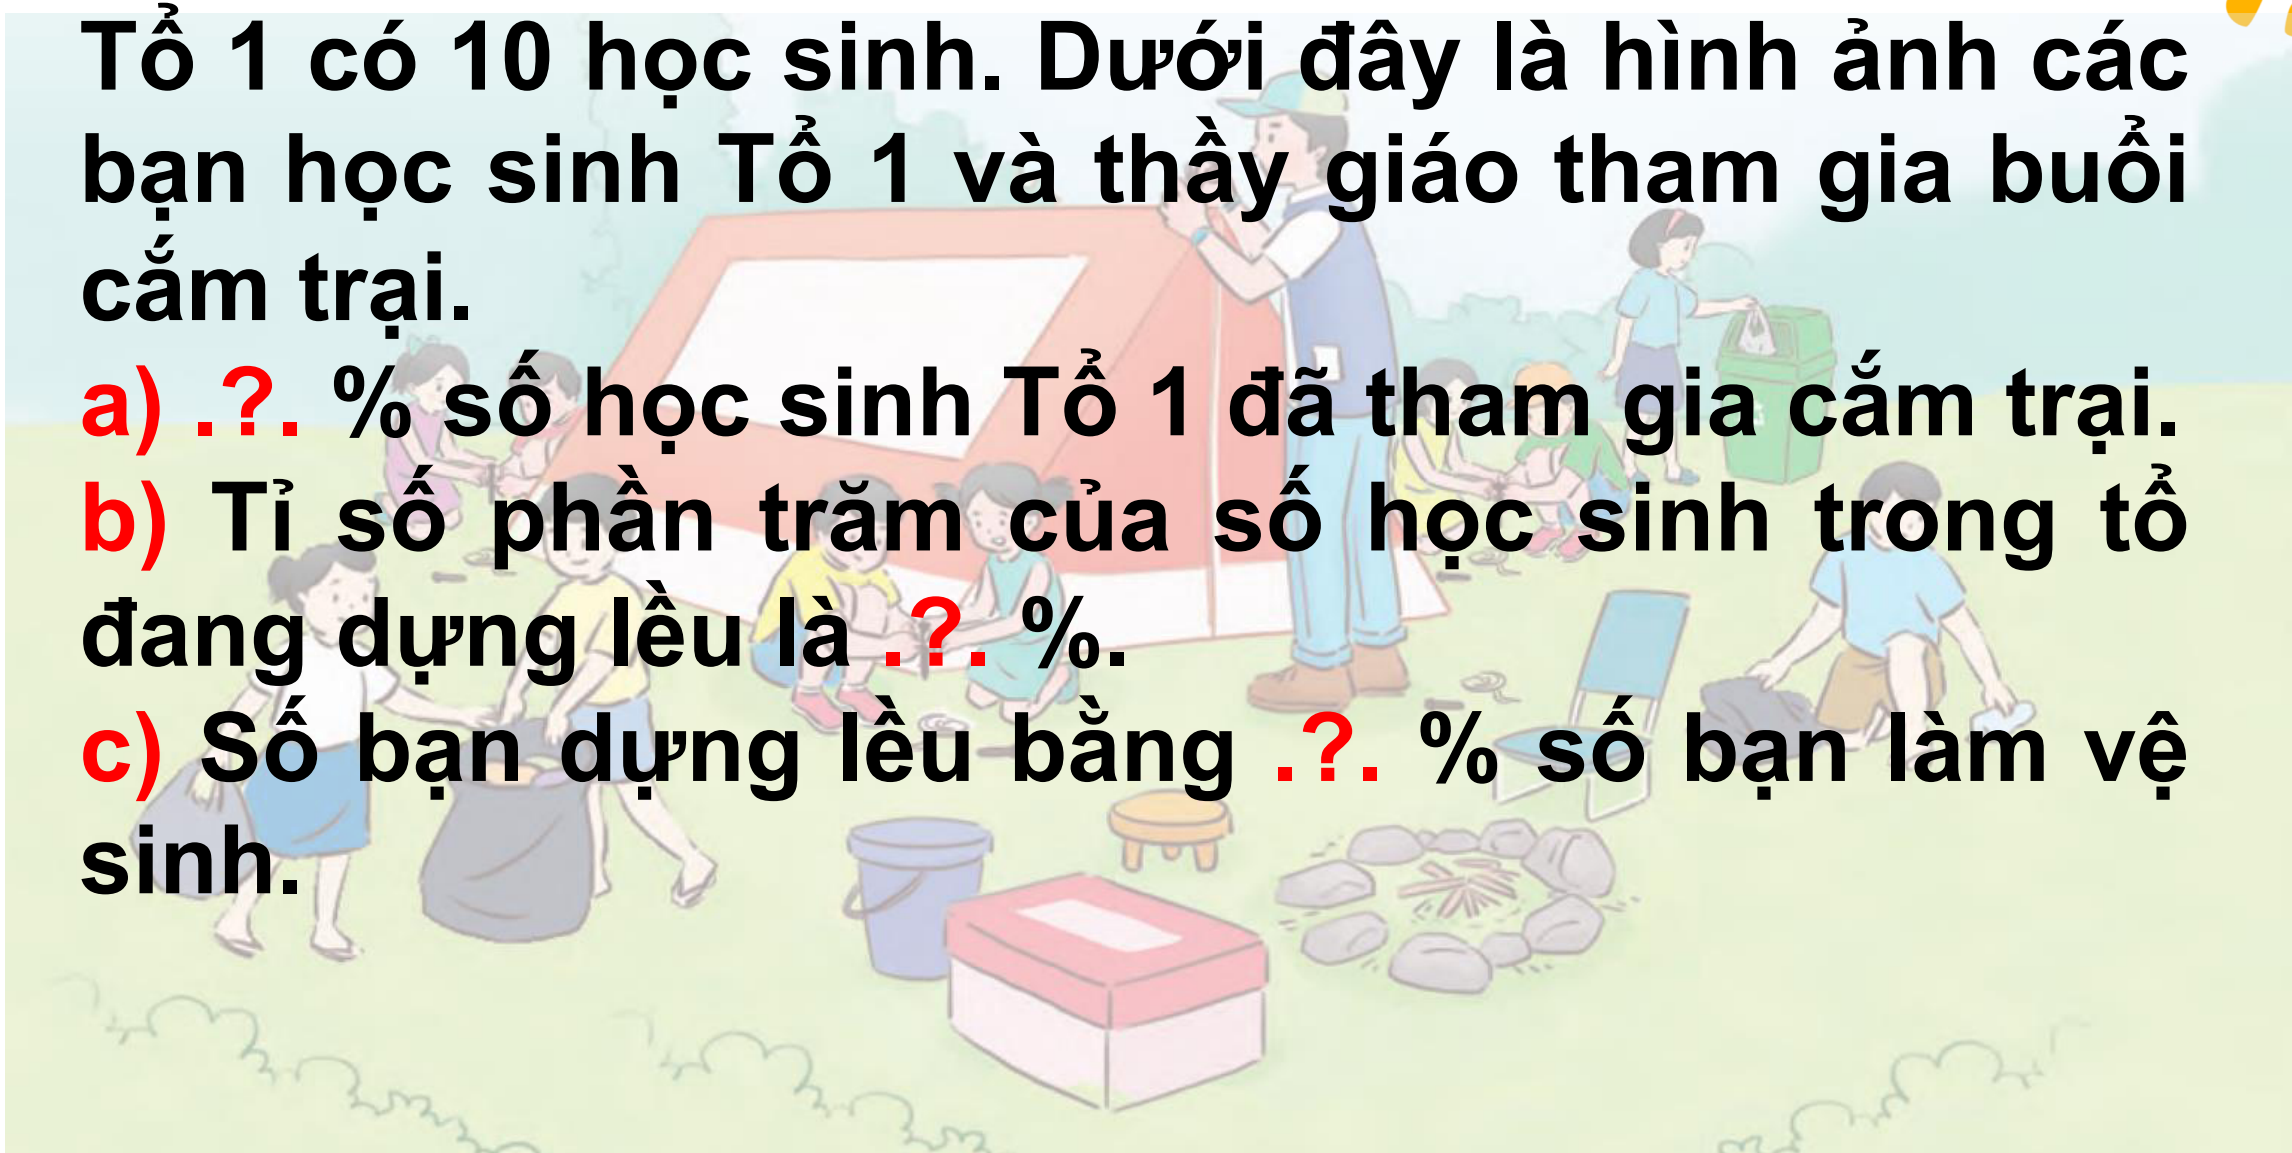 Tổ 1 có 10 học sinh. Dưới đây là hình ảnh các
bạn học sinh Tổ 1 và thầy giáo tham gia buổi
cắm trại.
a) .?. % số học sinh Tổ 1 đã tham gia cắm trại.
b) Tỉ số phần trăm của số học sinh trong tổ
đang dựng lều là .?. %.
c) Số bạn dựng lều bằng .?. % số bạn làm vệ
sinh.